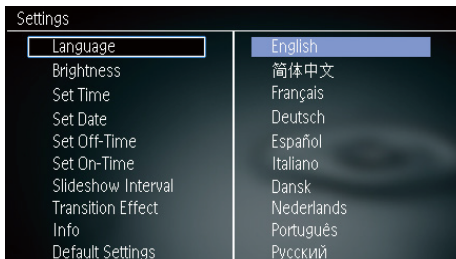 Settings
Language
Brightness
Set Time
Set Date
Set Off-Time
Set On-Time
Slideshow Interval
Transition Effect
Info
Default Settings
English
简体中文
Français
Deutsch
Español
Italiano
Dansk
Nederlands
Português
Русский